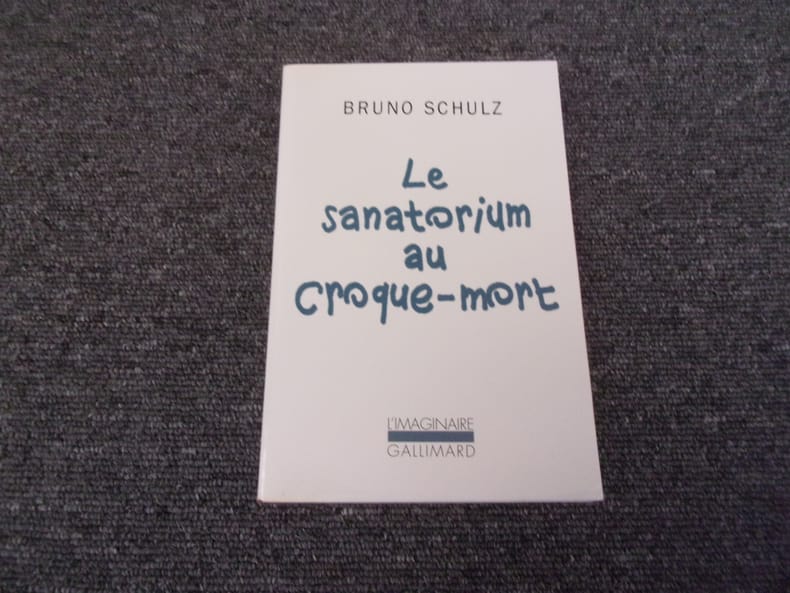 BRUNO SCHULZ
Le
sanatorium
au
croque-mort
L'IMAGINAIRE
GALLIMARD